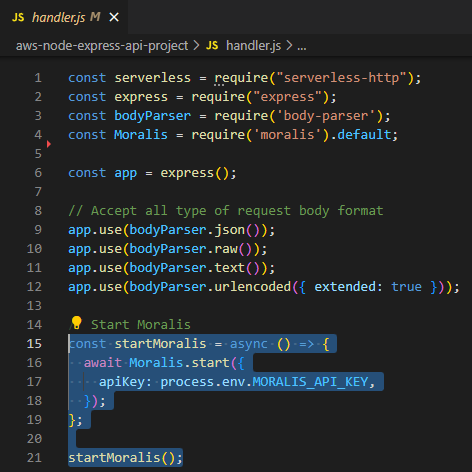 JS handler.js M ×
aws-node-express-api-project > JS handler.js > ...
1 const serverless = require("serverless-http");
2 const express = require("express");
3 const bodyParser = require('body-parser');
4 const Moralis = require('moralis').default;
5
6 const app = express();
7
8 // Accept all type of request body format
9 app.use(bodyParser.json());
10 app.use(bodyParser.raw());
11 app.use(bodyParser.text());
12 app.use(bodyParser.urlencoded({ extended: true }));
13
14 Start Moralis
15 const startMoralis = async () => {
16 await Moralis.start({
17 apiKey: process.env.MORALIS_API_KEY,
18 });
19 };
20
21 startMoralis();